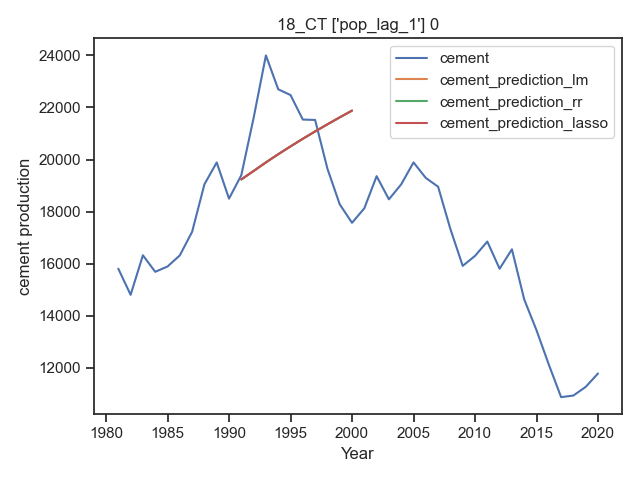 18_CT ['pop_lag_1'] 0
24000
22000
20000
18000
16000
14000
12000
cement production
cement
cement_prediction_lm
cement_prediction_rr
cement_prediction_lasso
1980 1985 1990 1995 2000 2005 2010 2015 2020
Year